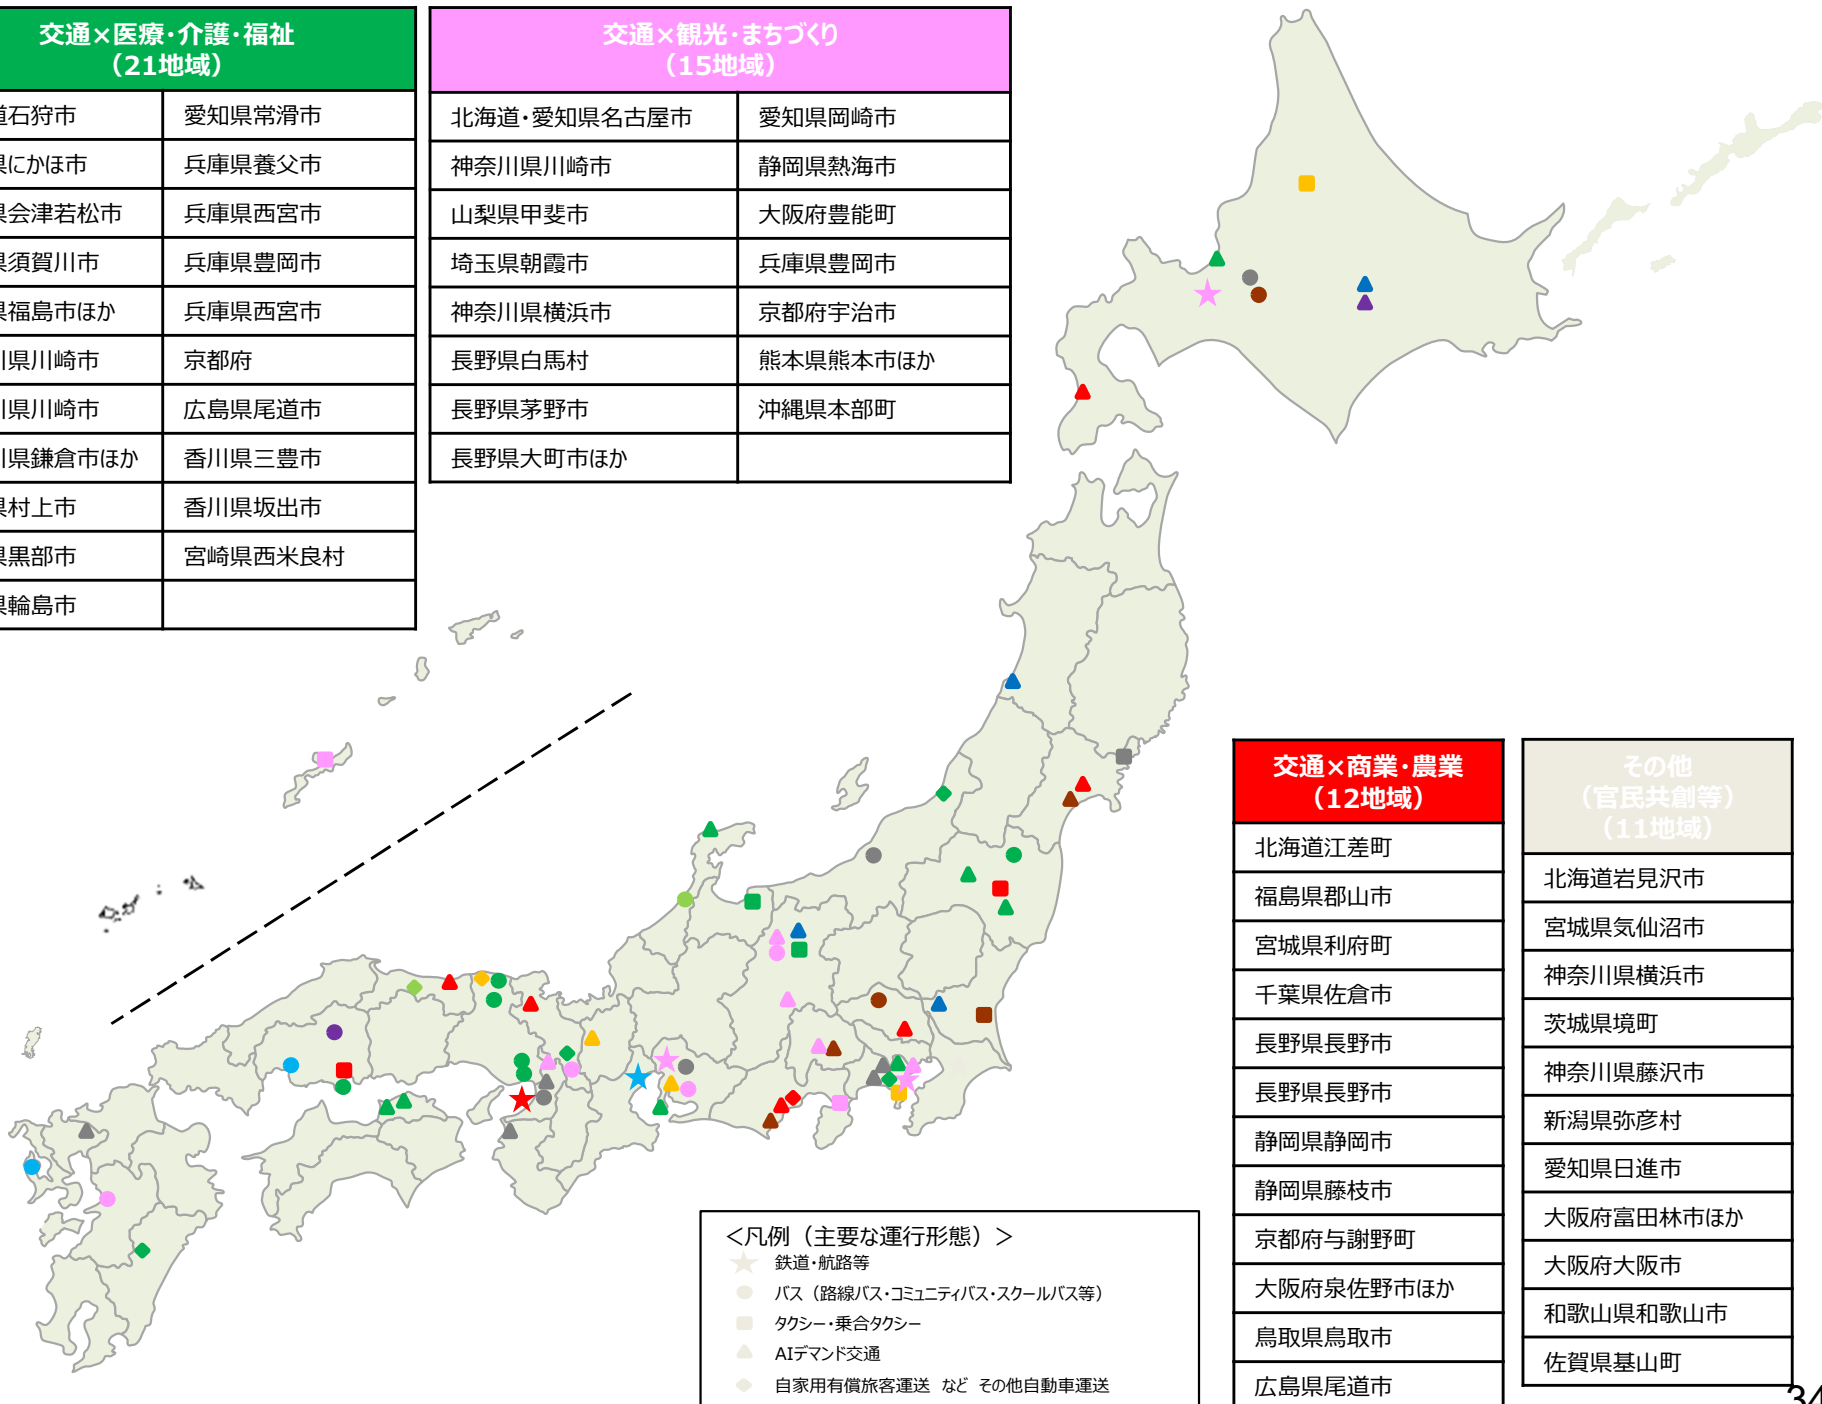 交通×医療・介護・福祉
（21地域）
道石狩市 愛知県常滑市
県にかほ市 兵庫県養父市
県会津若松市 兵庫県西宮市
県須賀川市 兵庫県豊岡市
県福島市ほか 兵庫県西宮市
川県川崎市 京都府
川県川崎市 広島県尾道市
川県鎌倉市ほか 香川県三豊市
県村上市 香川県坂出市
県黒部市 宮崎県西米良村
県輪島市
交通×観光・まちづくり
（15地域）
北海道・愛知県名古屋市 愛知県岡崎市
神奈川県川崎市 静岡県熱海市
山梨県甲斐市 大阪府豊能町
埼玉県朝霞市 兵庫県豊岡市
神奈川県横浜市 京都府宇治市
長野県白馬村 熊本県熊本市ほか
長野県茅野市 沖縄県本部町
長野県大町市ほか
交通×商業・農業
（12地域）
北海道江差町
福島県郡山市
宮城県利府町
千葉県佐倉市
長野県長野市
長野県長野市
静岡県静岡市
静岡県藤枝市
京都府与謝野町
大阪府泉佐野市ほか
鳥取県鳥取市
広島県尾道市
その他
（官民共創等）
（11地域）
北海道岩見沢市
宮城県気仙沼市
神奈川県横浜市
茨城県境町
神奈川県藤沢市
新潟県弥彦村
愛知県日進市
大阪府富田林市ほか
大阪府大阪市
和歌山県和歌山市
佐賀県基山町
＜凡例（主要な運行形態）＞
鉄道・航路等
バス（路線バス・コミュニティバス・スクールバス等）
タクシー・乗合タクシー
AIデマンド交通
自家用有償旅客運送 など その他自動車運送
34